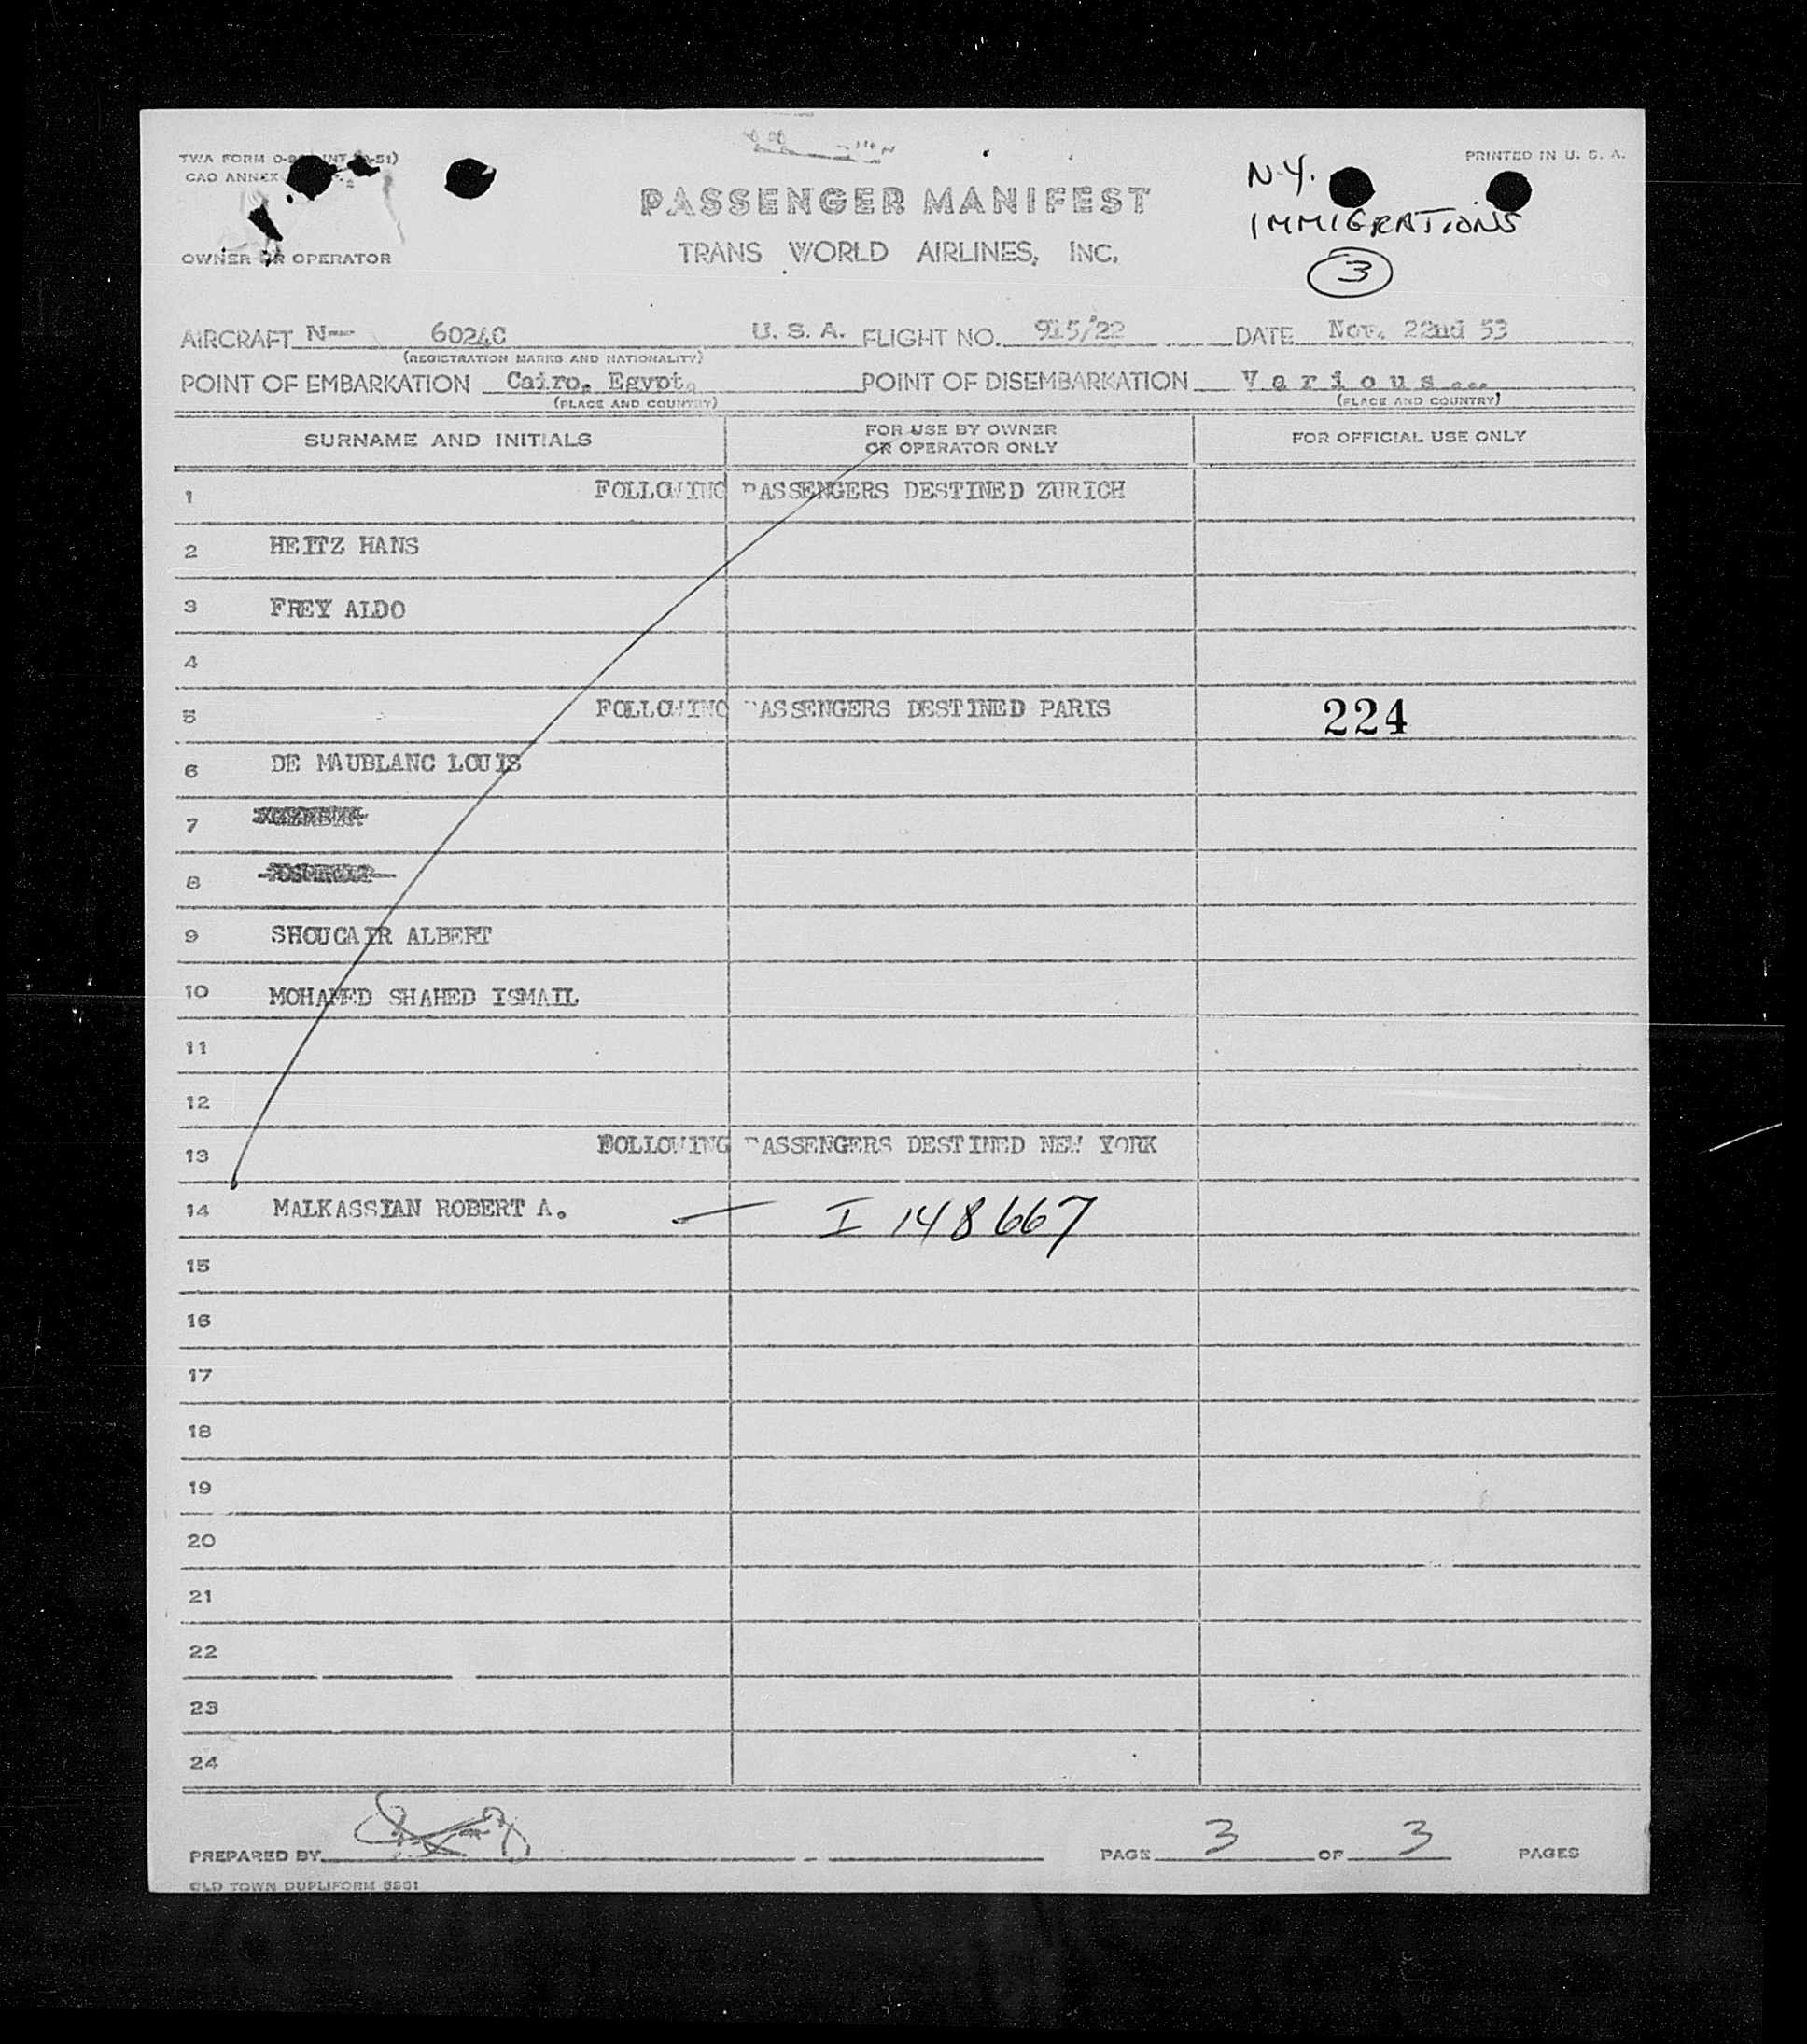 TWA FORM O- INT -51)
CAO ANNEX
PRINTED IN U. S. A.
N.Y.
IMMIGRATIONS
3
PASSENGER MANIFEST
TRANS WORLD AIRLINES, INC.
OWNER OR OPERATOR
AIRCRAFT N- 6024C U. S. A. FLIGHT NO. 915/22 DATE Nov. 22nd 53
(REGISTRATION MARKS AND NATIONALITY)
POINT OF EMBARKATION Cairo. Egypt. POINT OF DISEMBARKATION Various...
(PLACE AND COUNTRY) (PLACE AND COUNTRY)
SURNAME AND INITIALS FOR USE BY OWNER OR OPERATOR ONLY FOR OFFICIAL USE ONLY
1 FOLLOWING PASSENGERS DESTINED ZURICH
2 HEITZ HANS
3 FREY ALDO
4
5 FOLLOWING PASSENGERS DESTINED PARIS 224
6 DE MAUBLANC LOUIS
7
8
9 SHOUCAIR ALBERT
10 MOHAMED SHAHED ISMAIL
11
12
13 FOLLOWING PASSENGERS DESTINED NEW YORK
14 MALKASSIAN ROBERT A. — I 148667
15
16
17
18
19
20
21
22
23
24
PREPARED BY PAGE 3 OF 3 PAGES
OLD TOWN DUPLIFORM